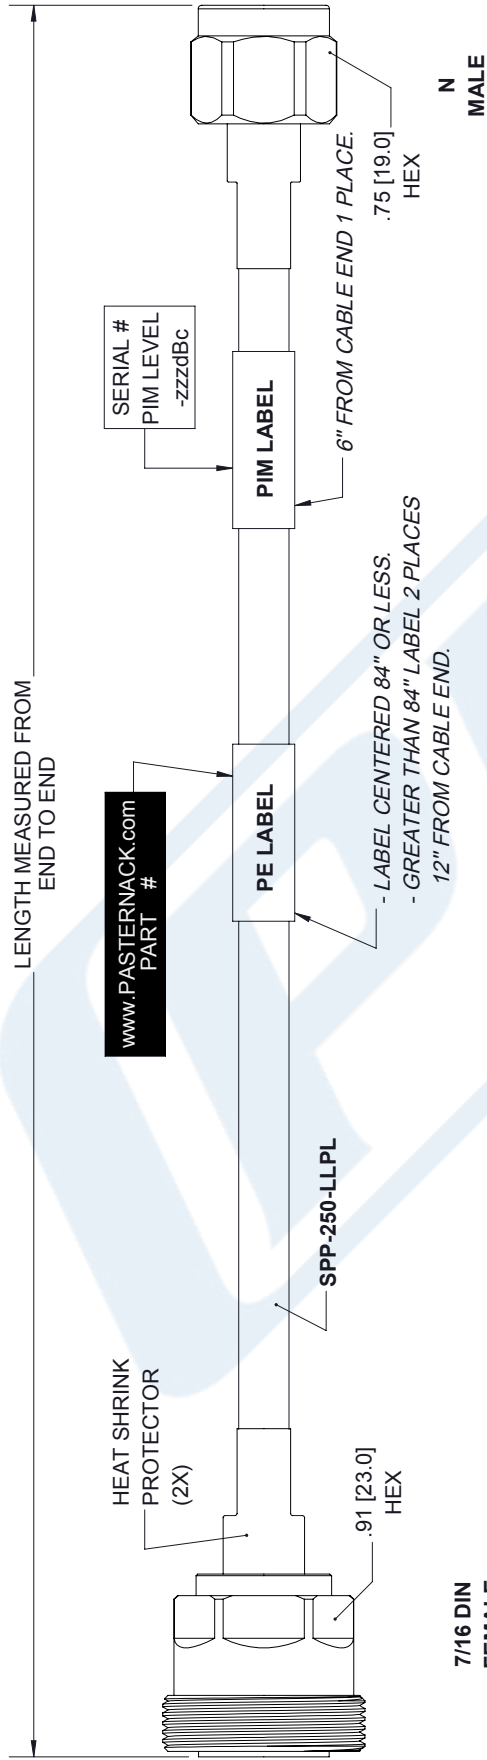 LENGTH MEASURED FROM
END TO END
HEAT SHRINK
PROTECTOR
(2X)
www.PASTERNACK.com
PART #
SERIAL #
PIM LEVEL
-zzzdBc
PE LABEL
PIM LABEL
SPP-250-LLPL
- LABEL CENTERED 84" OR LESS.
- GREATER THAN 84" LABEL 2 PLACES
12" FROM CABLE END.
6" FROM CABLE END 1 PLACE.
.91 [23.0]
HEX
.75 [19.0]
HEX
7/16 DIN
FEMALE
N
MALE